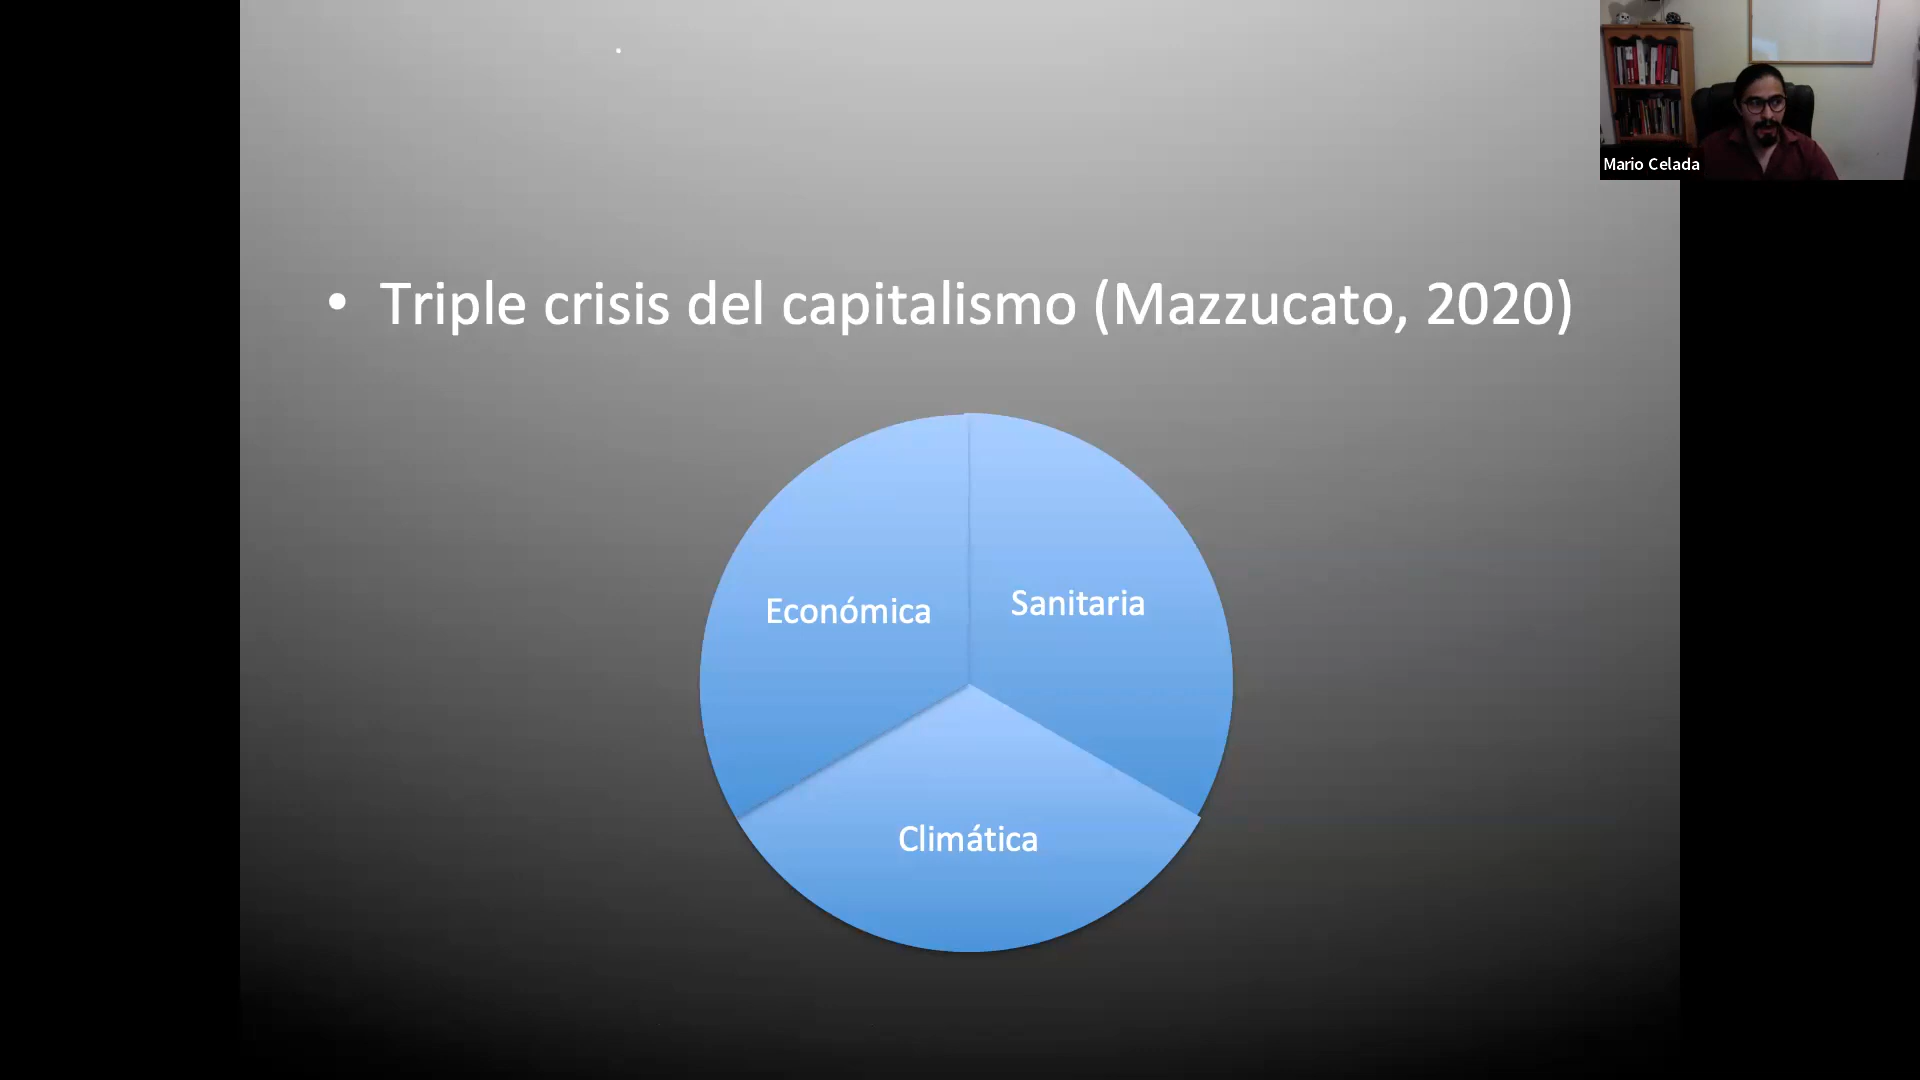 Mario Celada
• Triple crisis del capitalismo (Mazzucato, 2020)
Económica
Sanitaria
Climática